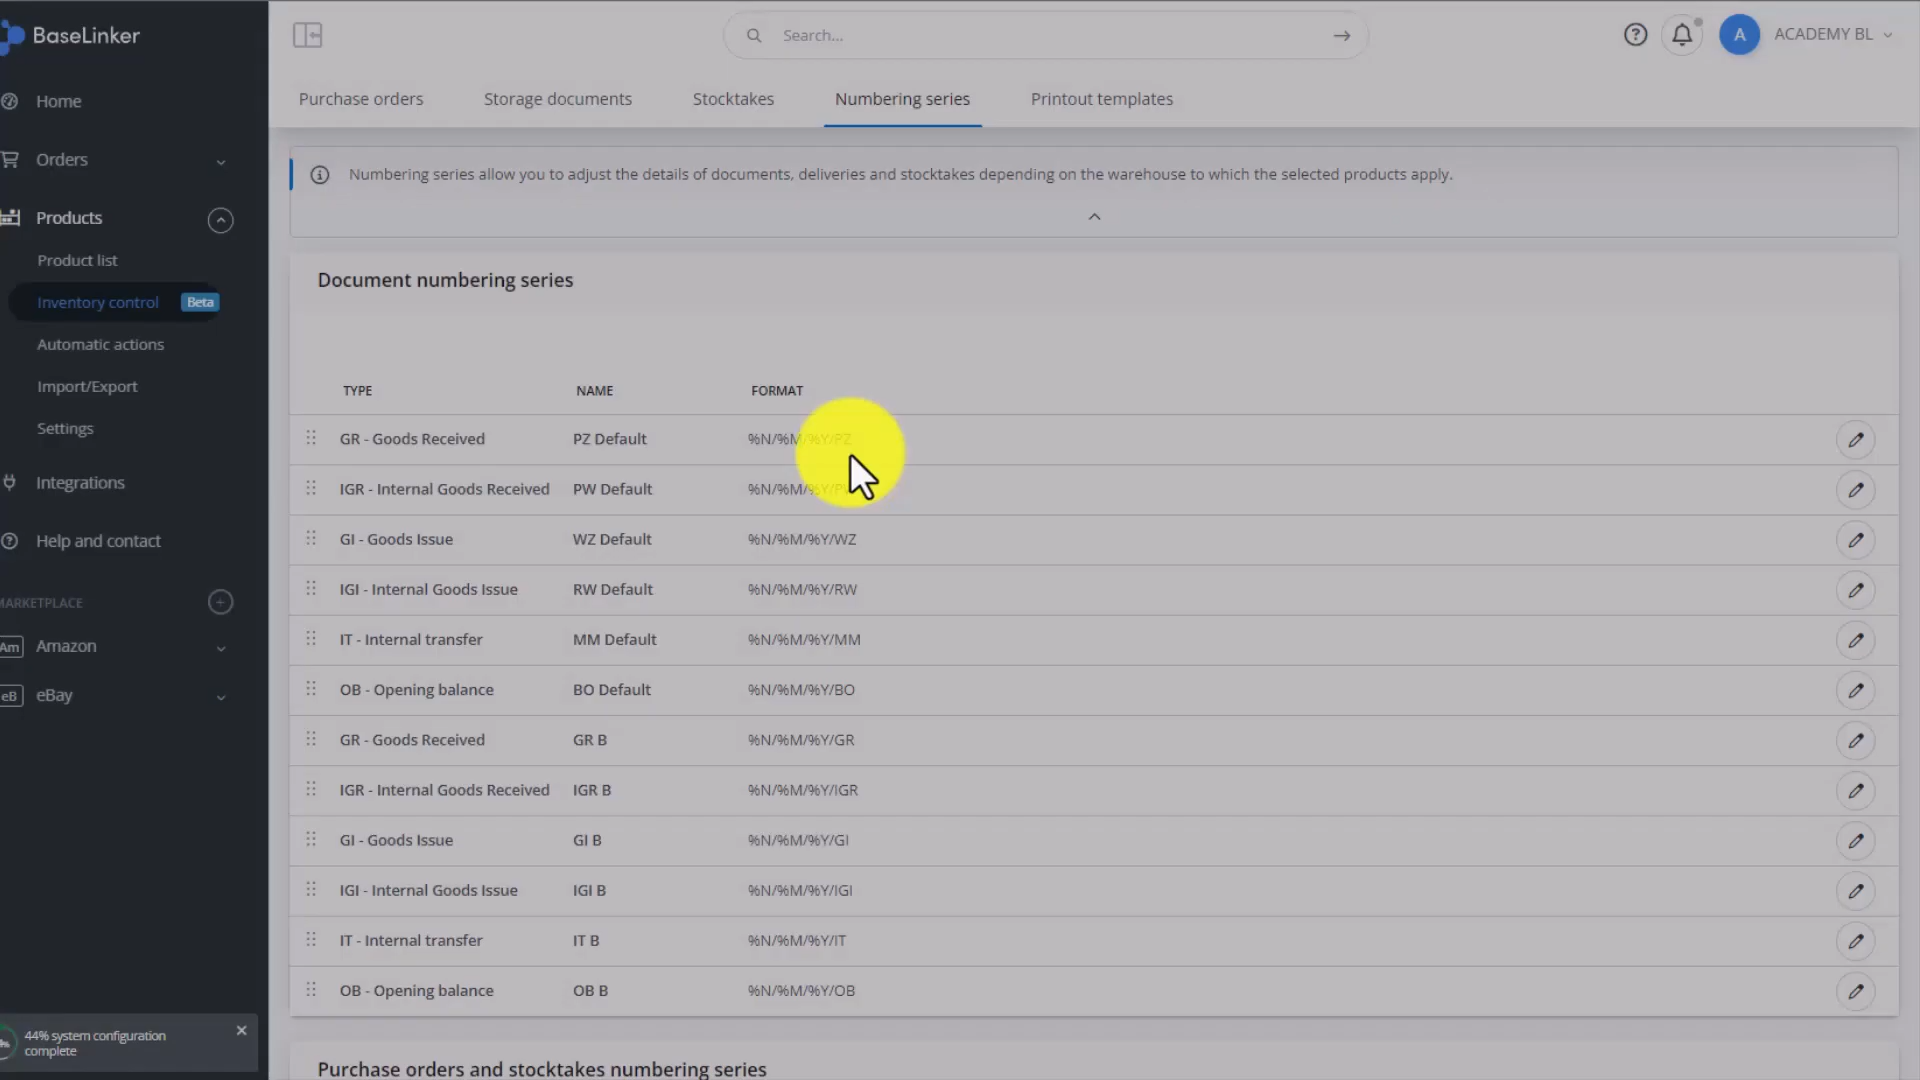 BaseLinker
Search...
A
ACADEMY BL
Home
Orders
Products
Product list
Inventory control Beta
Automatic actions
Import/Export
Settings
Integrations
Help and contact
MARKETPLACE
Am Amazon
eB eBay
44% system configuration
complete
Purchase orders
Storage documents
Stocktakes
Numbering series
Printout templates
Numbering series allow you to adjust the details of documents, deliveries and stocktakes depending on the warehouse to which the selected products apply.
Document numbering series
TYPE NAME FORMAT
GR - Goods Received PZ Default %N/%M/%Y/PZ
IGR - Internal Goods Received PW Default %N/%M/%Y/
GI - Goods Issue WZ Default %N/%M/%Y/WZ
IGI - Internal Goods Issue RW Default %N/%M/%Y/RW
IT - Internal transfer MM Default %N/%M/%Y/MM
OB - Opening balance BO Default %N/%M/%Y/BO
GR - Goods Received GR B %N/%M/%Y/GR
IGR - Internal Goods Received IGR B %N/%M/%Y/IGR
GI - Goods Issue GI B %N/%M/%Y/GI
IGI - Internal Goods Issue IGI B %N/%M/%Y/IGI
IT - Internal transfer IT B %N/%M/%Y/IT
OB - Opening balance OB B %N/%M/%Y/OB
Purchase orders and stocktakes numbering series